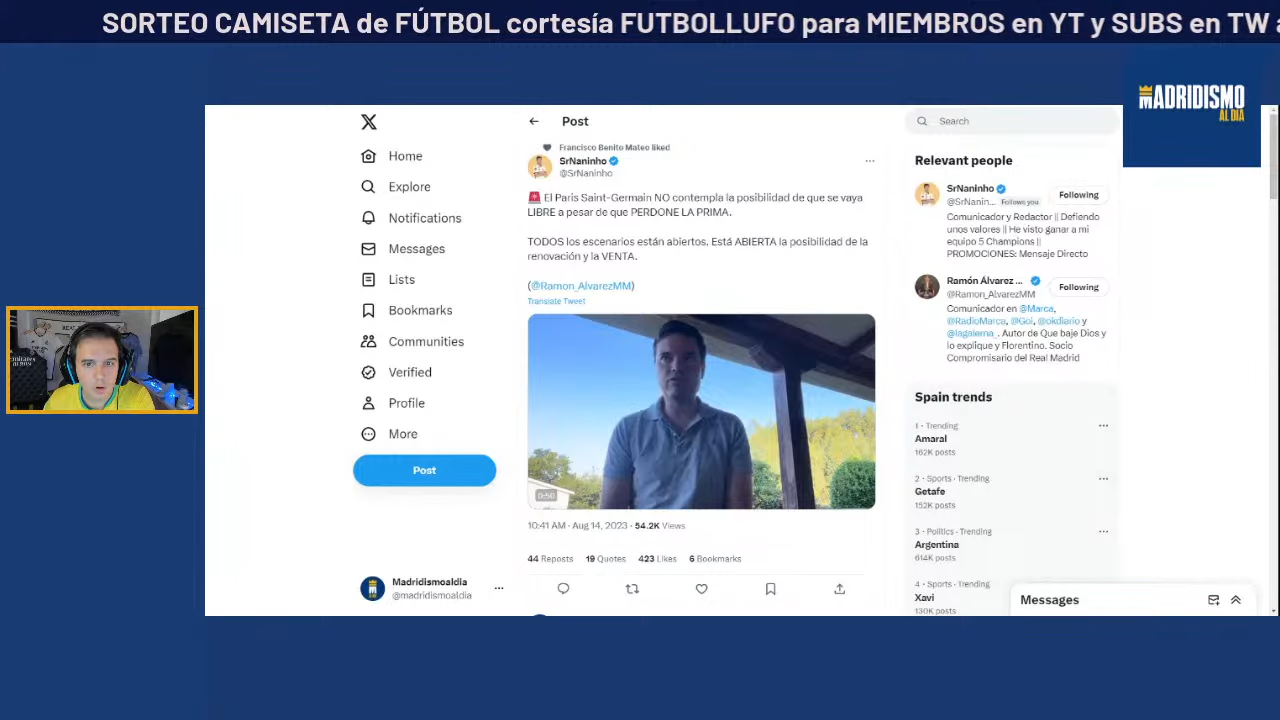 SORTEO CAMISETA de FÚTBOL cortesía FUTBOLLUFO para MIEMBROS en YT y SUBS en TW
MADRIDISMO
AL DÍA
X
Home
Explore
Notifications
Messages
Lists
Bookmarks
Communities
Verified
Profile
More
Post
Madridismoaldia
@madridismoaldia
Post
Francisco Benito Mateo liked
SrNaninho
@SrNaninho
El Paris Saint-Germain NO contempla la posibilidad de que se vaya
LIBRE a pesar de que PERDONE LA PRIMA.
TODOS los escenarios están abiertos. Está ABIERTA la posibilidad de la
renovación y la VENTA.
(@Ramon_AlvarezMM)
Translate Tweet
0:50
10:41 AM · Aug 14, 2023 · 54.2K Views
44 Reposts 19 Quotes 423 Likes 6 Bookmarks
Search
Relevant people
SrNaninho
@SrNanin... Follows you
Following
Comunicador y Redactor || Defiendo
unos valores || He visto ganar a mi
equipo 5 Champions ||
PROMOCIONES: Mensaje Directo
Ramón Álvarez ...
@Ramon_AlvarezMM
Following
Comunicador en @Marca,
@RadioMarca, @Gol, @okdiario y
@lagalerna_. Autor de Que baje Dios y
lo explique y Florentino. Socio
Compromisario del Real Madrid
Spain trends
1 · Trending
Amaral
162K posts
2 · Sports · Trending
Getafe
152K posts
3 · Politics · Trending
Argentina
614K posts
4 · Sports · Trending
Xavi
130K posts
Messages